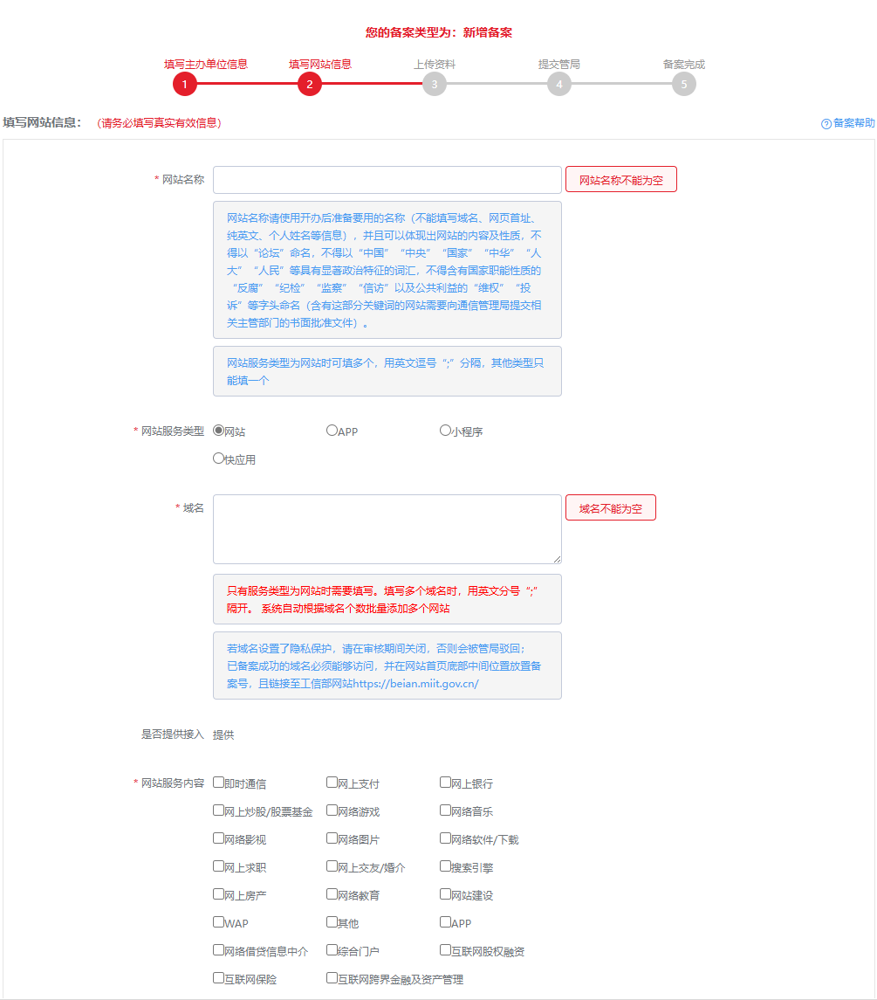 您的备案类型为：新增备案
填写主办单位信息 填写网站信息 上传资料 提交管局 备案完成
1 2 3 4 5
填写网站信息： （请务必填写真实有效信息） 备案帮助
* 网站名称 网站名称不能为空
网站名称请使用开办后准备要用的名称（不能填写域名、网页首址、
纯英文、个人姓名等信息），并且可以体现出网站的内容及性质，不
得以“论坛”命名，不得以“中国”“中央”“国家”“中华”“人
大”“人民”等具有显著政治特征的词汇，不得含有国家职能性质的
“反腐”“纪检”“监察”“信访”以及公共利益的“维权”“投
诉”等字头命名（含有这部分关键词的网站需要向通信管理局提交相
关主管部门的书面批准文件）。
网站服务类型为网站时可填多个，用英文逗号“;”分隔，其他类型只
能填一个
* 网站服务类型 网站 APP 小程序
快应用
* 域名 域名不能为空
只有服务类型为网站时需要填写。填写多个域名时，用英文分号“;”
隔开。 系统自动根据域名个数批量添加多个网站
若域名设置了隐私保护，请在审核期间关闭，否则会被管局驳回；
已备案成功的域名必须能够访问，并在网站首页底部中间位置放置备
案号，且链接至工信部网站https://beian.miit.gov.cn/
是否提供接入 提供
* 网站服务内容 即时通信 网上支付 网上银行
网上炒股/股票基金 网络游戏 网络音乐
网络影视 网络图片 网络软件/下载
网上求职 网上交友/婚介 搜索引擎
网上房产 网络教育 网站建设
WAP 其他 APP
网络借贷信息中介 综合门户 互联网股权融资
互联网保险 互联网跨界金融及资产管理